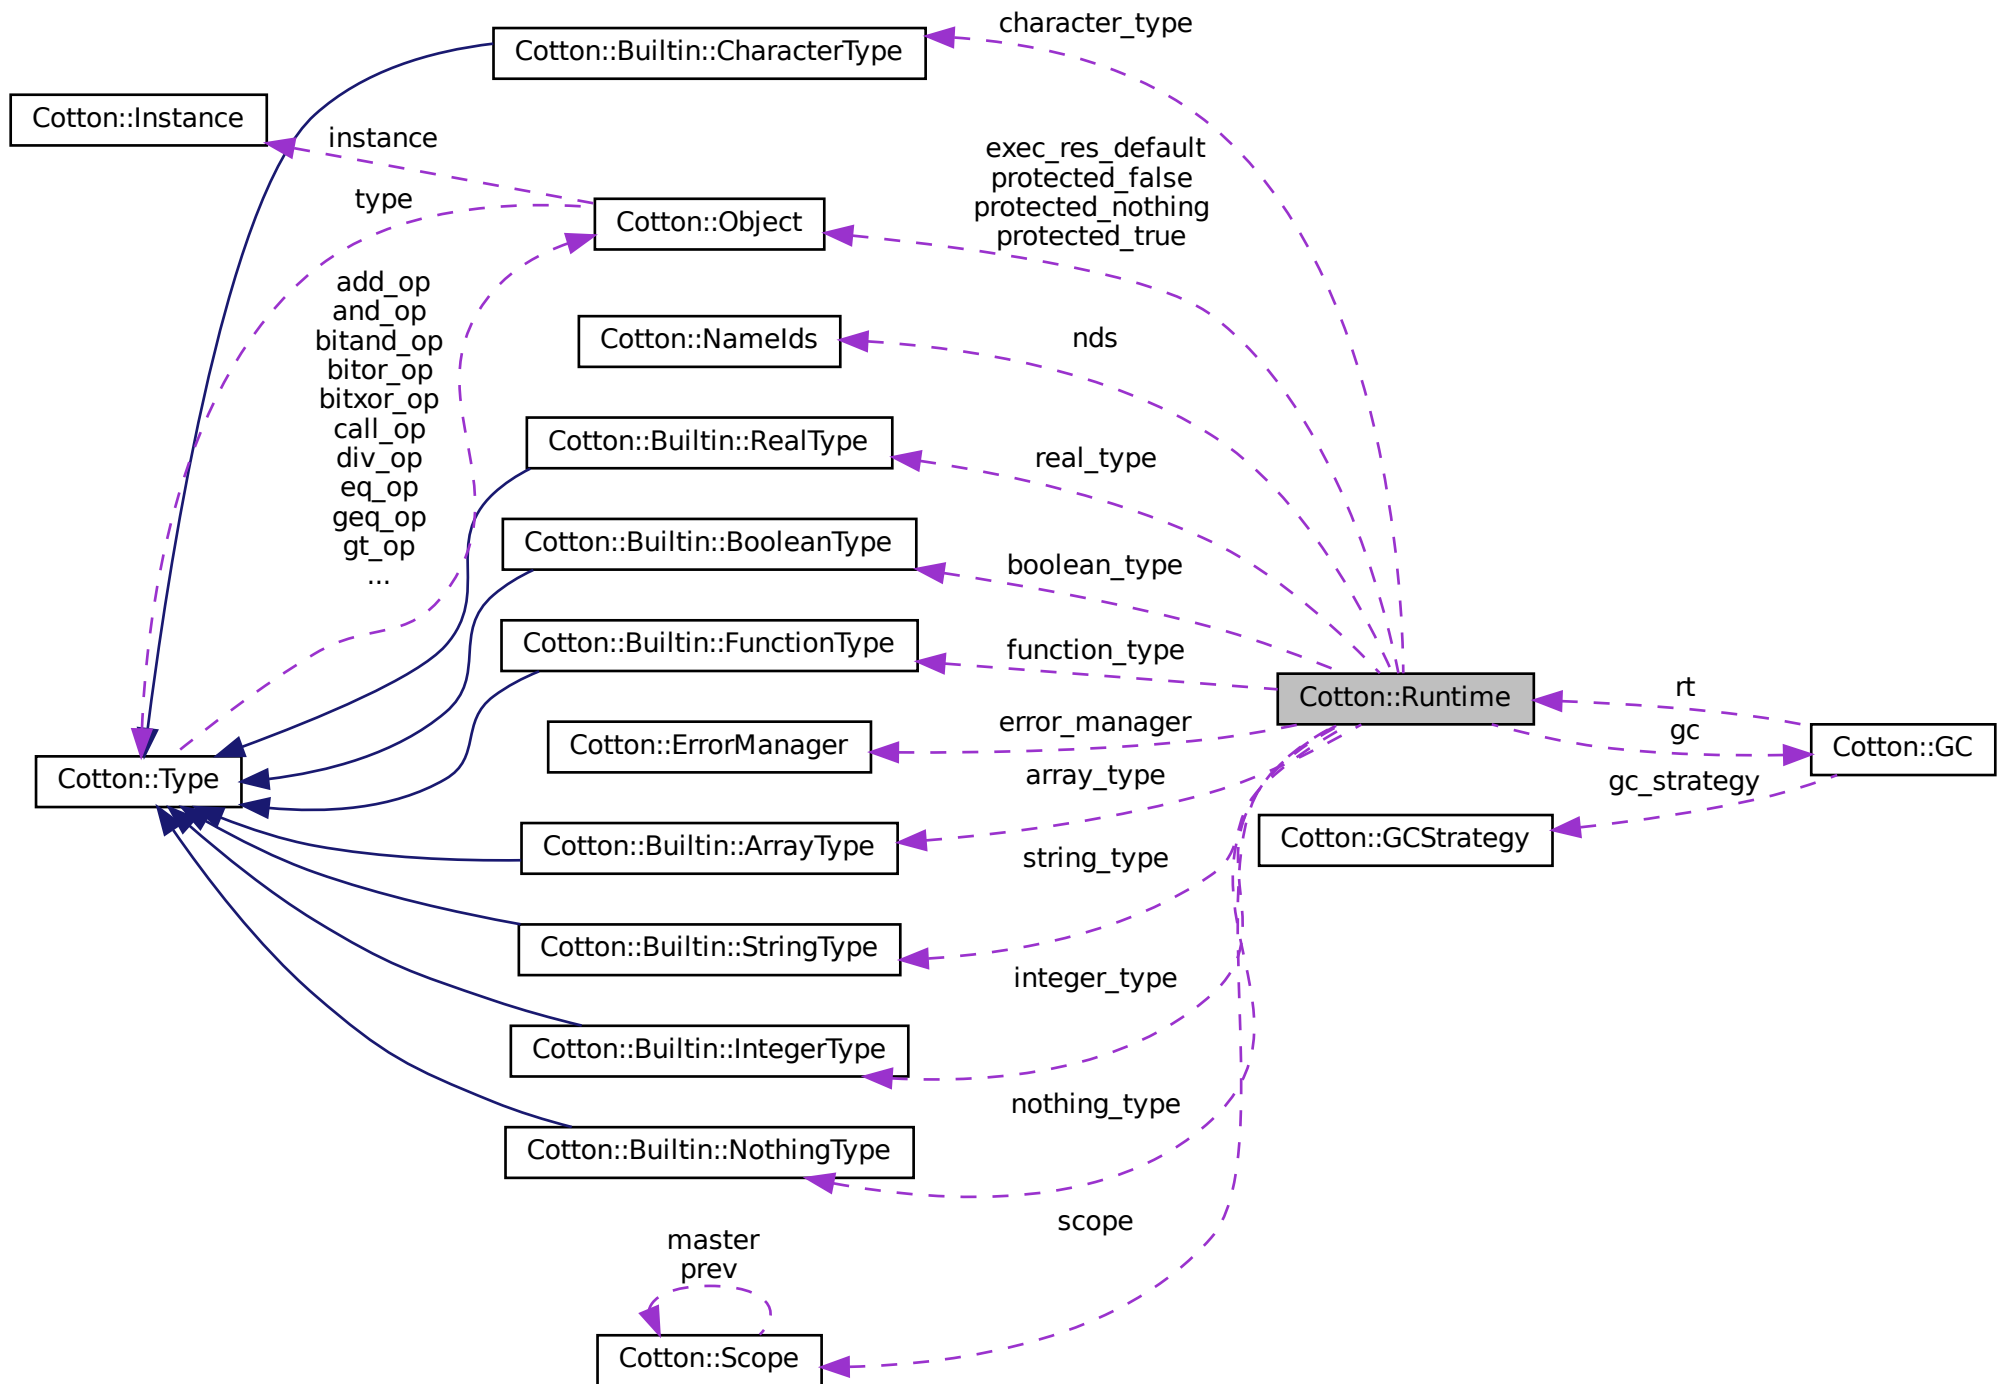 character_type
Cotton::Builtin::CharacterType
Cotton::Instance
instance
exec_res_default
protected_false
protected_nothing
protected_true
type
Cotton::Object
add_op
and_op
bitand_op
bitor_op
bitxor_op
call_op
div_op
eq_op
geq_op
gt_op
...
Cotton::NameIds
nds
Cotton::Builtin::RealType
real_type
Cotton::Builtin::BooleanType
boolean_type
Cotton::Builtin::FunctionType
function_type
Cotton::Runtime
rt
gc
Cotton::GC
Cotton::ErrorManager
error_manager
Cotton::Type
array_type
gc_strategy
Cotton::Builtin::ArrayType
Cotton::GCStrategy
string_type
Cotton::Builtin::StringType
integer_type
Cotton::Builtin::IntegerType
nothing_type
Cotton::Builtin::NothingType
scope
master
prev
Cotton::Scope